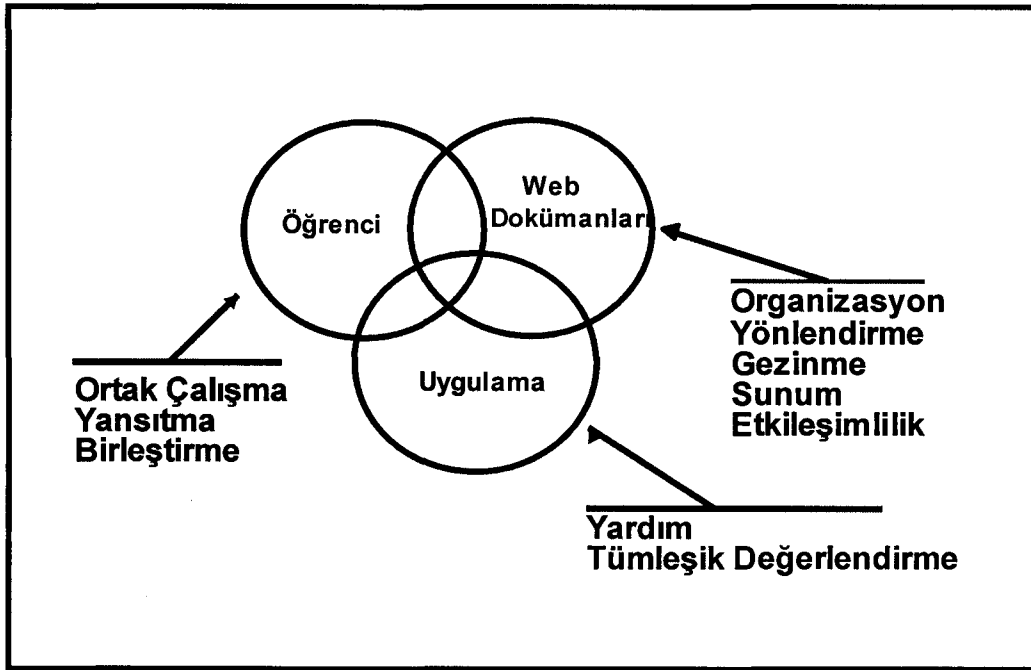 Öğrenci
Web
Dokümanları
Uygulama
Ortak Çalışma
Yansıtma
Birleştirme
Organizasyon
Yönlendirme
Gezinme
Sunum
Etkileşimlilik
Yardım
Tümleşik Değerlendirme